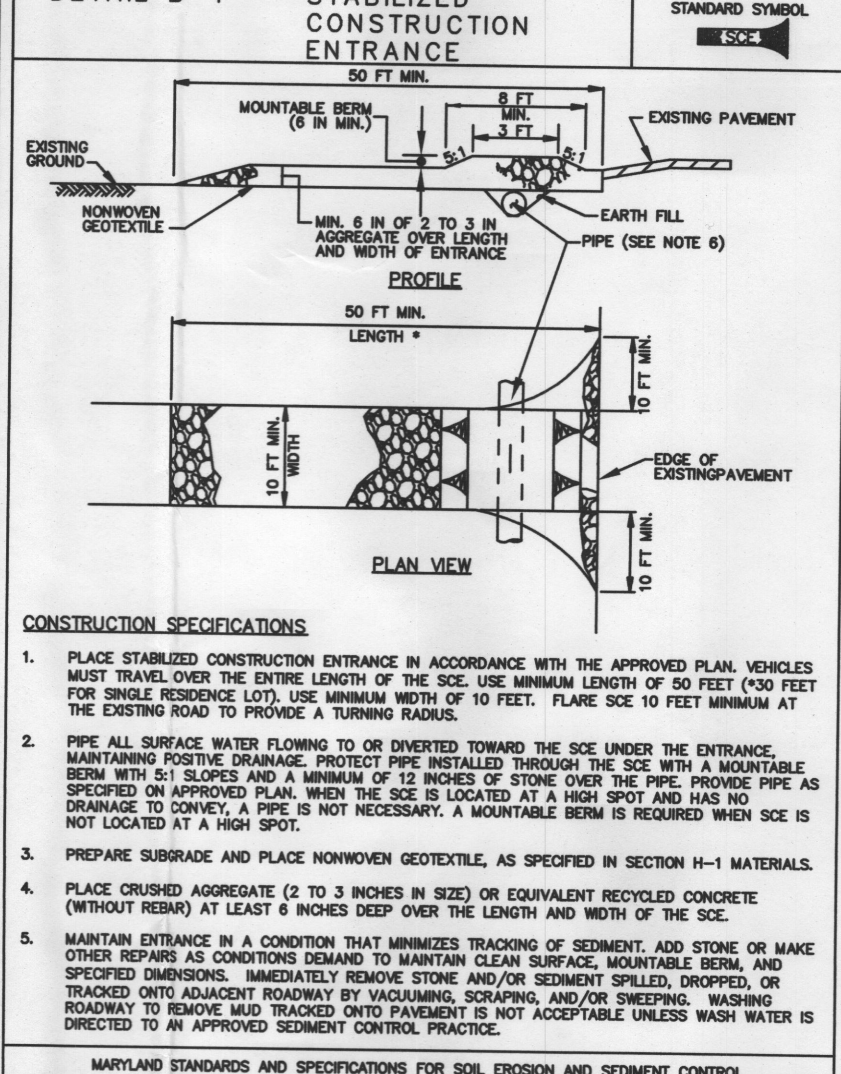 STABILIZED
CONSTRUCTION
ENTRANCE
STANDARD SYMBOL
SCE
50 FT MIN.
MOUNTABLE BERM
(6 IN MIN.)
8 FT
MIN.
3 FT
5:1
5:1
EXISTING PAVEMENT
EXISTING
GROUND
NONWOVEN
GEOTEXTILE
MIN. 6 IN OF 2 TO 3 IN
AGGREGATE OVER LENGTH
AND WIDTH OF ENTRANCE
EARTH FILL
PIPE (SEE NOTE 6)
PROFILE
50 FT MIN.
LENGTH *
10 FT MIN.
10 FT MIN.
WIDTH
EDGE OF
EXISTINGPAVEMENT
10 FT MIN.
PLAN VIEW
CONSTRUCTION SPECIFICATIONS
1. PLACE STABILIZED CONSTRUCTION ENTRANCE IN ACCORDANCE WITH THE APPROVED PLAN. VEHICLES
MUST TRAVEL OVER THE ENTIRE LENGTH OF THE SCE. USE MINIMUM LENGTH OF 50 FEET (*30 FEET
FOR SINGLE RESIDENCE LOT). USE MINIMUM WIDTH OF 10 FEET. FLARE SCE 10 FEET MINIMUM AT
THE EXISTING ROAD TO PROVIDE A TURNING RADIUS.
2. PIPE ALL SURFACE WATER FLOWING TO OR DIVERTED TOWARD THE SCE UNDER THE ENTRANCE,
MAINTAINING POSITIVE DRAINAGE. PROTECT PIPE INSTALLED THROUGH THE SCE WITH A MOUNTABLE
BERM WITH 5:1 SLOPES AND A MINIMUM OF 12 INCHES OF STONE OVER THE PIPE. PROVIDE PIPE AS
SPECIFIED ON APPROVED PLAN. WHEN THE SCE IS LOCATED AT A HIGH SPOT AND HAS NO
DRAINAGE TO CONVEY, A PIPE IS NOT NECESSARY. A MOUNTABLE BERM IS REQUIRED WHEN SCE IS
NOT LOCATED AT A HIGH SPOT.
3. PREPARE SUBGRADE AND PLACE NONWOVEN GEOTEXTILE, AS SPECIFIED IN SECTION H-1 MATERIALS.
4. PLACE CRUSHED AGGREGATE (2 TO 3 INCHES IN SIZE) OR EQUIVALENT RECYCLED CONCRETE
(WITHOUT REBAR) AT LEAST 6 INCHES DEEP OVER THE LENGTH AND WIDTH OF THE SCE.
5. MAINTAIN ENTRANCE IN A CONDITION THAT MINIMIZES TRACKING OF SEDIMENT. ADD STONE OR MAKE
OTHER REPAIRS AS CONDITIONS DEMAND TO MAINTAIN CLEAN SURFACE, MOUNTABLE BERM, AND
SPECIFIED DIMENSIONS. IMMEDIATELY REMOVE STONE AND/OR SEDIMENT SPILLED, DROPPED, OR
TRACKED ONTO ADJACENT ROADWAY BY VACUUMING, SCRAPING, AND/OR SWEEPING. WASHING
ROADWAY TO REMOVE MUD TRACKED ONTO PAVEMENT IS NOT ACCEPTABLE UNLESS WASH WATER IS
DIRECTED TO AN APPROVED SEDIMENT CONTROL PRACTICE.
MARYLAND STANDARDS AND SPECIFICATIONS FOR SOIL EROSION AND SEDIMENT CONTROL